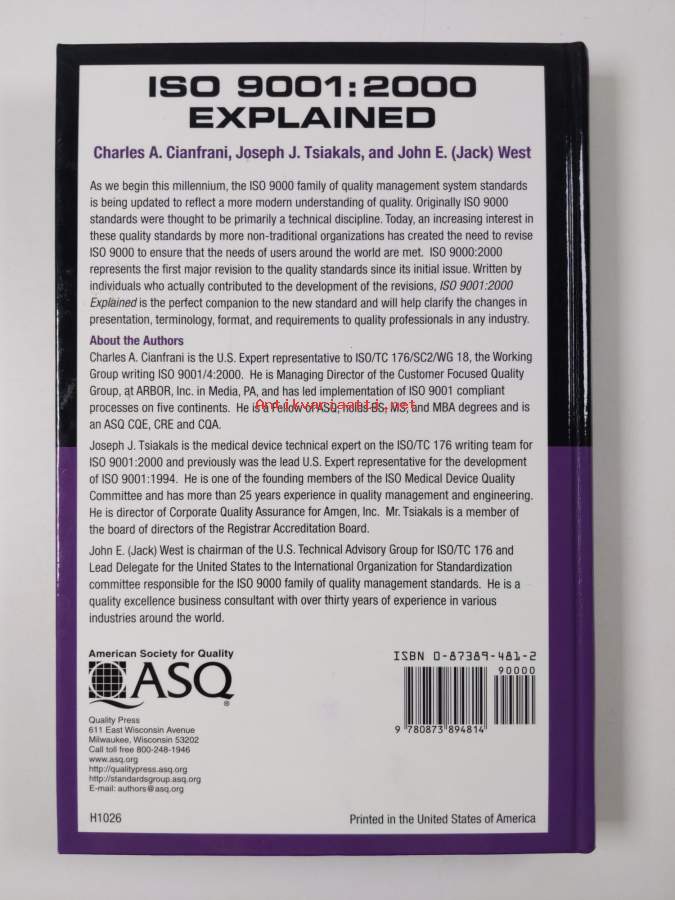 ISO 9001:2000
EXPLAINED
Charles A. Cianfrani, Joseph J. Tsiakals, and John E. (Jack) West
As we begin this millennium, the ISO 9000 family of quality management system standards
is being updated to reflect a more modern understanding of quality. Originally ISO 9000
standards were thought to be primarily a technical discipline. Today, an increasing interest in
these quality standards by more non-traditional organizations has created the need to revise
ISO 9000 to ensure that the needs of users around the world are met. ISO 9000:2000
represents the first major revision to the quality standards since its initial issue. Written by
individuals who actually contributed to the development of the revisions, ISO 9001:2000
Explained is the perfect companion to the new standard and will help clarify the changes in
presentation, terminology, format, and requirements to quality professionals in any industry.
About the Authors
Charles A. Cianfrani is the U.S. Expert representative to ISO/TC 176/SC2/WG 18, the Working
Group writing ISO 9001/4:2000. He is Managing Director of the Customer Focused Quality
Group, at ARBOR, Inc. in Media, PA, and has led implementation of ISO 9001 compliant
processes on five continents. He is a Fellow of ASQ, holds BS, MS, and MBA degrees and is
Antikvariaatid.net
an ASQ CQE, CRE and CQA.
Joseph J. Tsiakals is the medical device technical expert on the ISO/TC 176 writing team for
ISO 9001:2000 and previously was the lead U.S. Expert representative for the development
of ISO 9001:1994. He is one of the founding members of the ISO Medical Device Quality
Committee and has more than 25 years experience in quality management and engineering.
He is director of Corporate Quality Assurance for Amgen, Inc. Mr. Tsiakals is a member of
the board of directors of the Registrar Accreditation Board.
John E. (Jack) West is chairman of the U.S. Technical Advisory Group for ISO/TC 176 and
Lead Delegate for the United States to the International Organization for Standardization
committee responsible for the ISO 9000 family of quality management standards. He is a
quality excellence business consultant with over thirty years of experience in various
industries around the world.
American Society for Quality
ASQ®
Quality Press
611 East Wisconsin Avenue
Milwaukee, Wisconsin 53202
Call toll free 800-248-1946
www.asq.org
http://qualitypress.asq.org
http://standardsgroup.asq.org
E-mail: authors@asq.org
ISBN 0-87389-481-2
90000
9 780873 894814
H1026
Printed in the United States of America